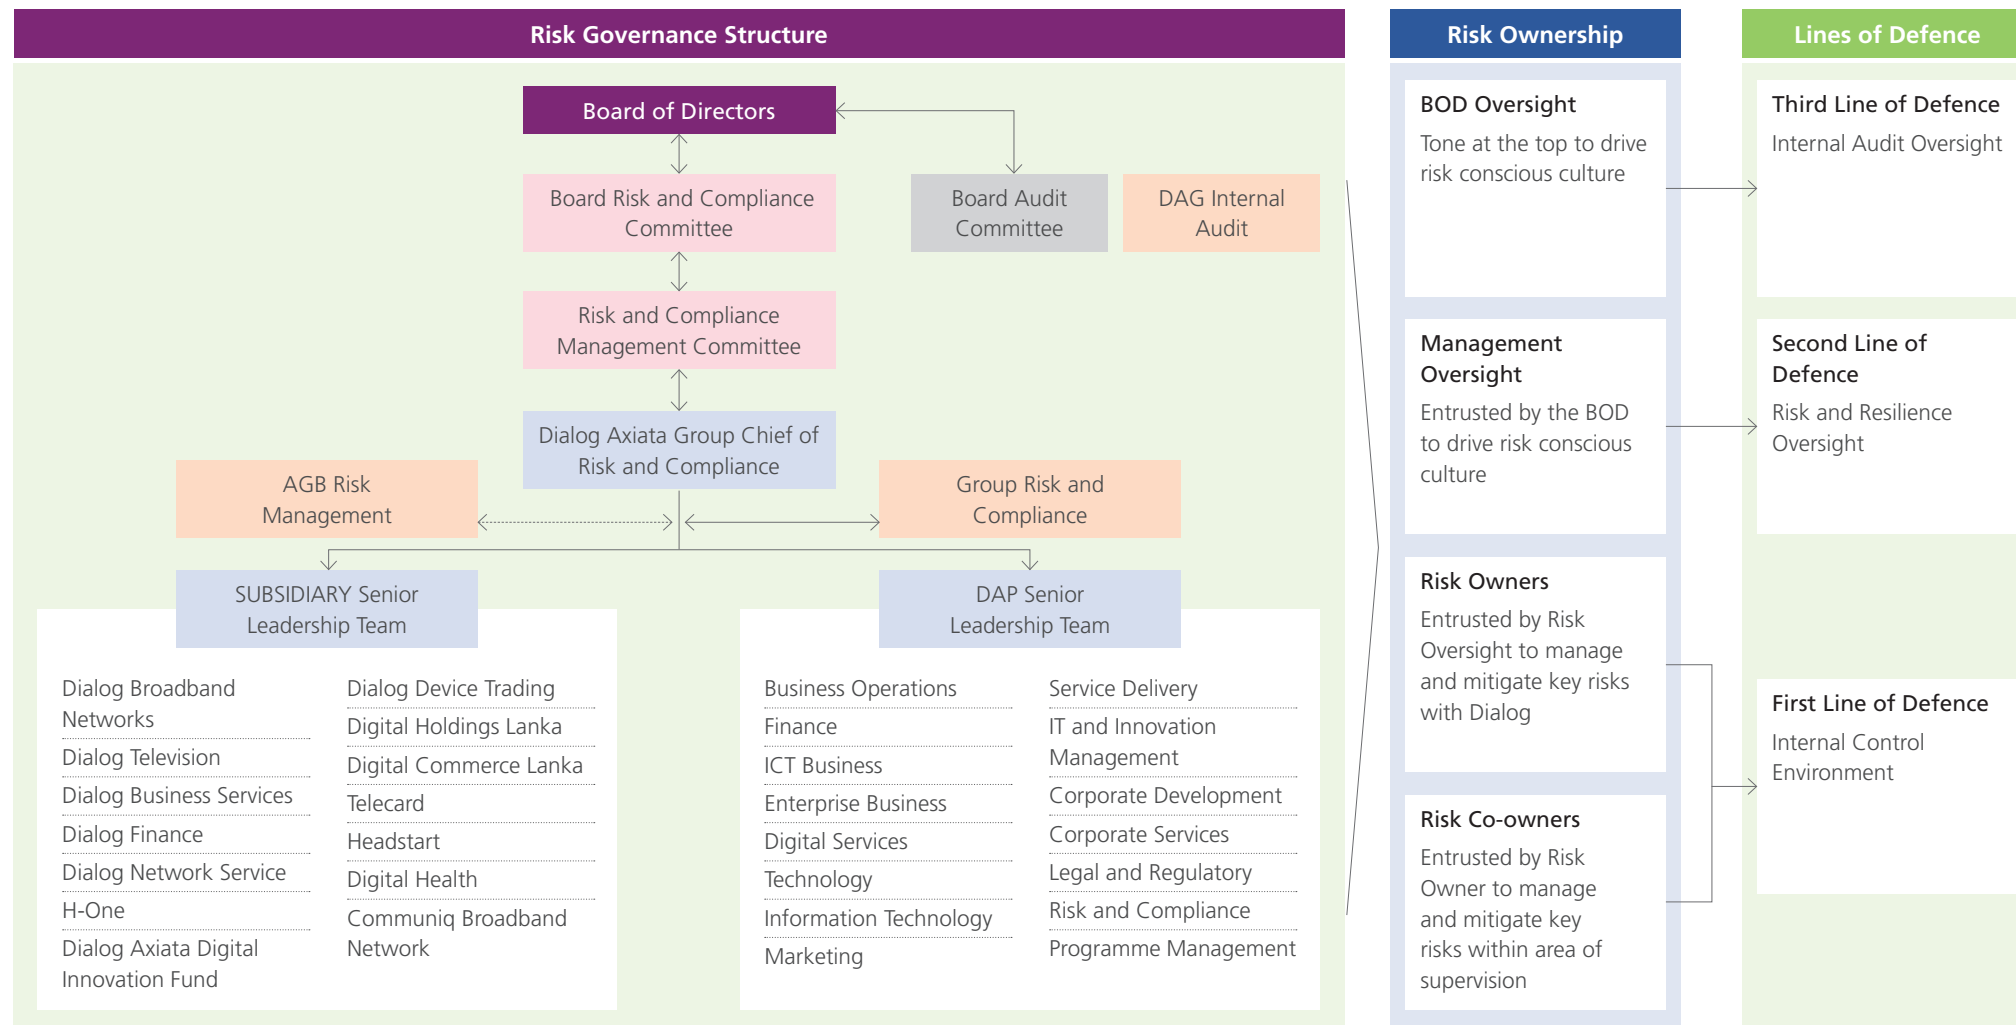 Risk Governance Structure
Board of Directors
Board Risk and Compliance
Committee
Board Audit
Committee
DAG Internal
Audit
Risk and Compliance
Management Committee
Dialog Axiata Group Chief of
Risk and Compliance
AGB Risk
Management
Group Risk and
Compliance
SUBSIDIARY Senior
Leadership Team
Dialog Broadband
Networks
Dialog Television
Dialog Business Services
Dialog Finance
Dialog Network Service
H-One
Dialog Axiata Digital
Innovation Fund
Dialog Device Trading
Digital Holdings Lanka
Digital Commerce Lanka
Telecard
Headstart
Digital Health
Communiq Broadband
Network
DAP Senior
Leadership Team
Business Operations
Finance
ICT Business
Enterprise Business
Digital Services
Technology
Information Technology
Marketing
Service Delivery
IT and Innovation
Management
Corporate Development
Corporate Services
Legal and Regulatory
Risk and Compliance
Programme Management
Risk Ownership
BOD Oversight
Tone at the top to drive
risk conscious culture
Management
Oversight
Entrusted by the BOD
to drive risk conscious
culture
Risk Owners
Entrusted by Risk
Oversight to manage
and mitigate key risks
with Dialog
Risk Co-owners
Entrusted by Risk
Owner to manage
and mitigate key
risks within area of
supervision
Lines of Defence
Third Line of Defence
Internal Audit Oversight
Second Line of
Defence
Risk and Resilience
Oversight
First Line of Defence
Internal Control
Environment